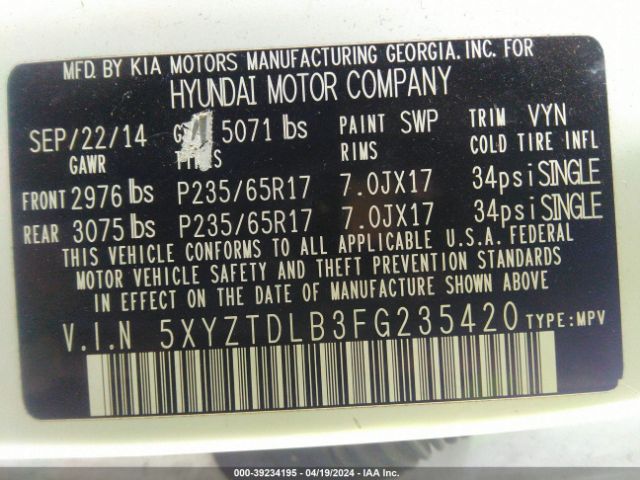 MFD. BY KIA MOTORS MANUFACTURING GEORGIA. INC. FOR
HYUNDAI MOTOR COMPANY
SEP/22/14 5071 lbs PAINT SWP TRIM VYN
GAWR RIMS COLD TIRE INFL
FRONT 2976 lbs P235/65R17 7.0JX17 34psi SINGLE
REAR 3075 lbs P235/65R17 7.0JX17 34psi SINGLE
THIS VEHICLE CONFORMS TO ALL APPLICABLE U.S.A. FEDERAL
MOTOR VEHICLE SAFETY AND THEFT PREVENTION STANDARDS
IN EFFECT ON THE DATE OF MANUFACTURE SHOWN ABOVE
V.I.N 5XYZTDLB3FG235420 TYPE:MPV
000-39234195 - 04/19/2024 - IAA Inc.